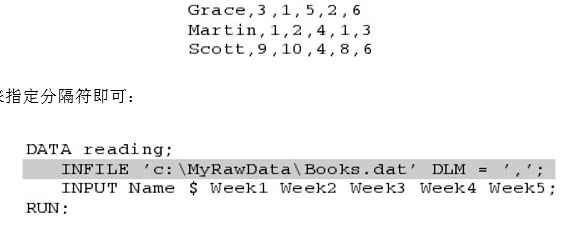 Grace,3,1,5,2,6
Martin,1,2,4,1,3
Scott,9,10,4,8,6
来指定分隔符即可：
DATA reading;
INFILE ’c:\MyRawData\Books.dat’ DLM = ’,’;
INPUT Name $ Week1 Week2 Week3 Week4 Week5;
RUN;